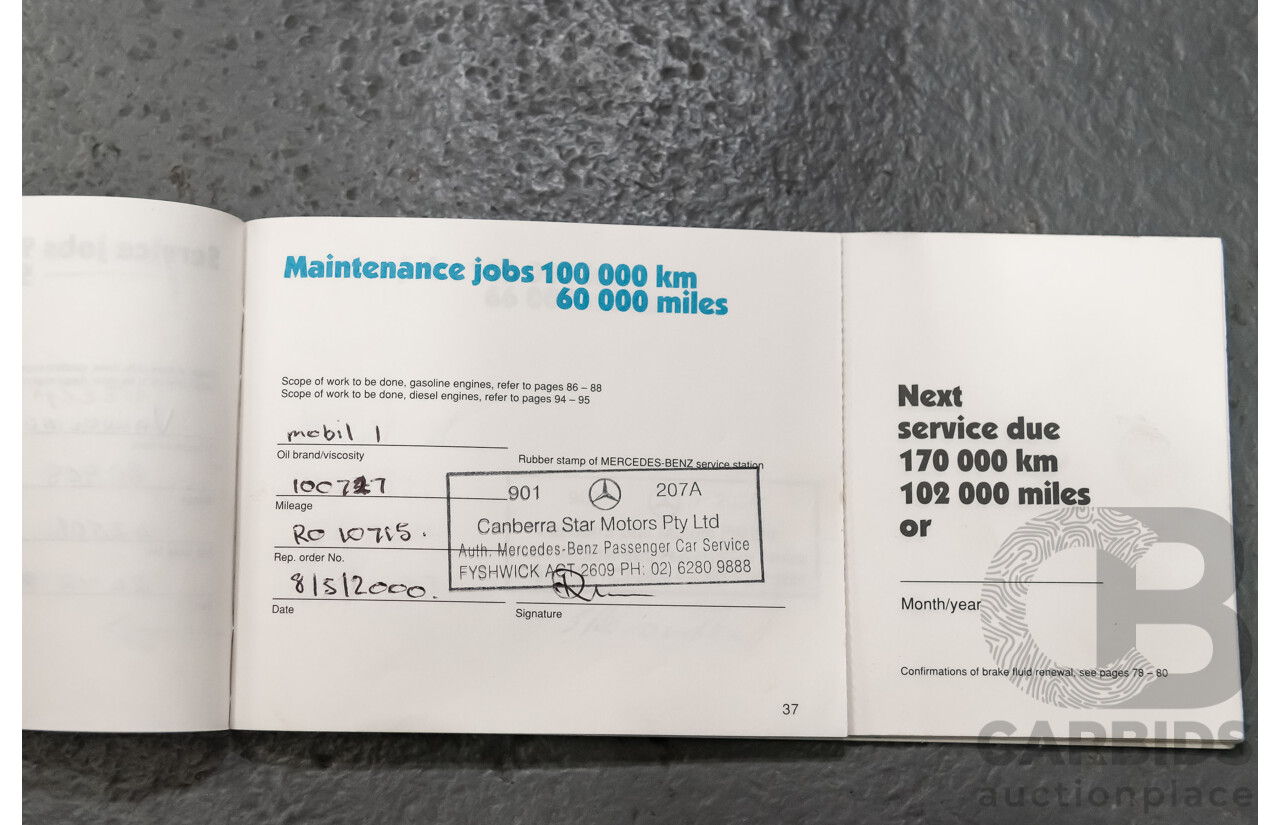 Maintenance jobs 100 000 km
60 000 miles
Scope of work to be done, gasoline engines, refer to pages 86 – 88
Scope of work to be done, diesel engines, refer to pages 94 – 95
mobil 1
Oil brand/viscosity
Rubber stamp of MERCEDES-BENZ service station
Mileage
901 207A
Canberra Star Motors Pty Ltd
Auth. Mercedes-Benz Passenger Car Service
FYSHWICK ACT 2609 PH: 02) 6280 9888
RO 10715.
Rep. order No.
8/5/2000.
Date
Signature
37
Next
service due
170 000 km
102 000 miles
or
Month/year
Confirmations of brake fluid renewal, see pages 79 – 80
CB
CARBIDS
auctionplace